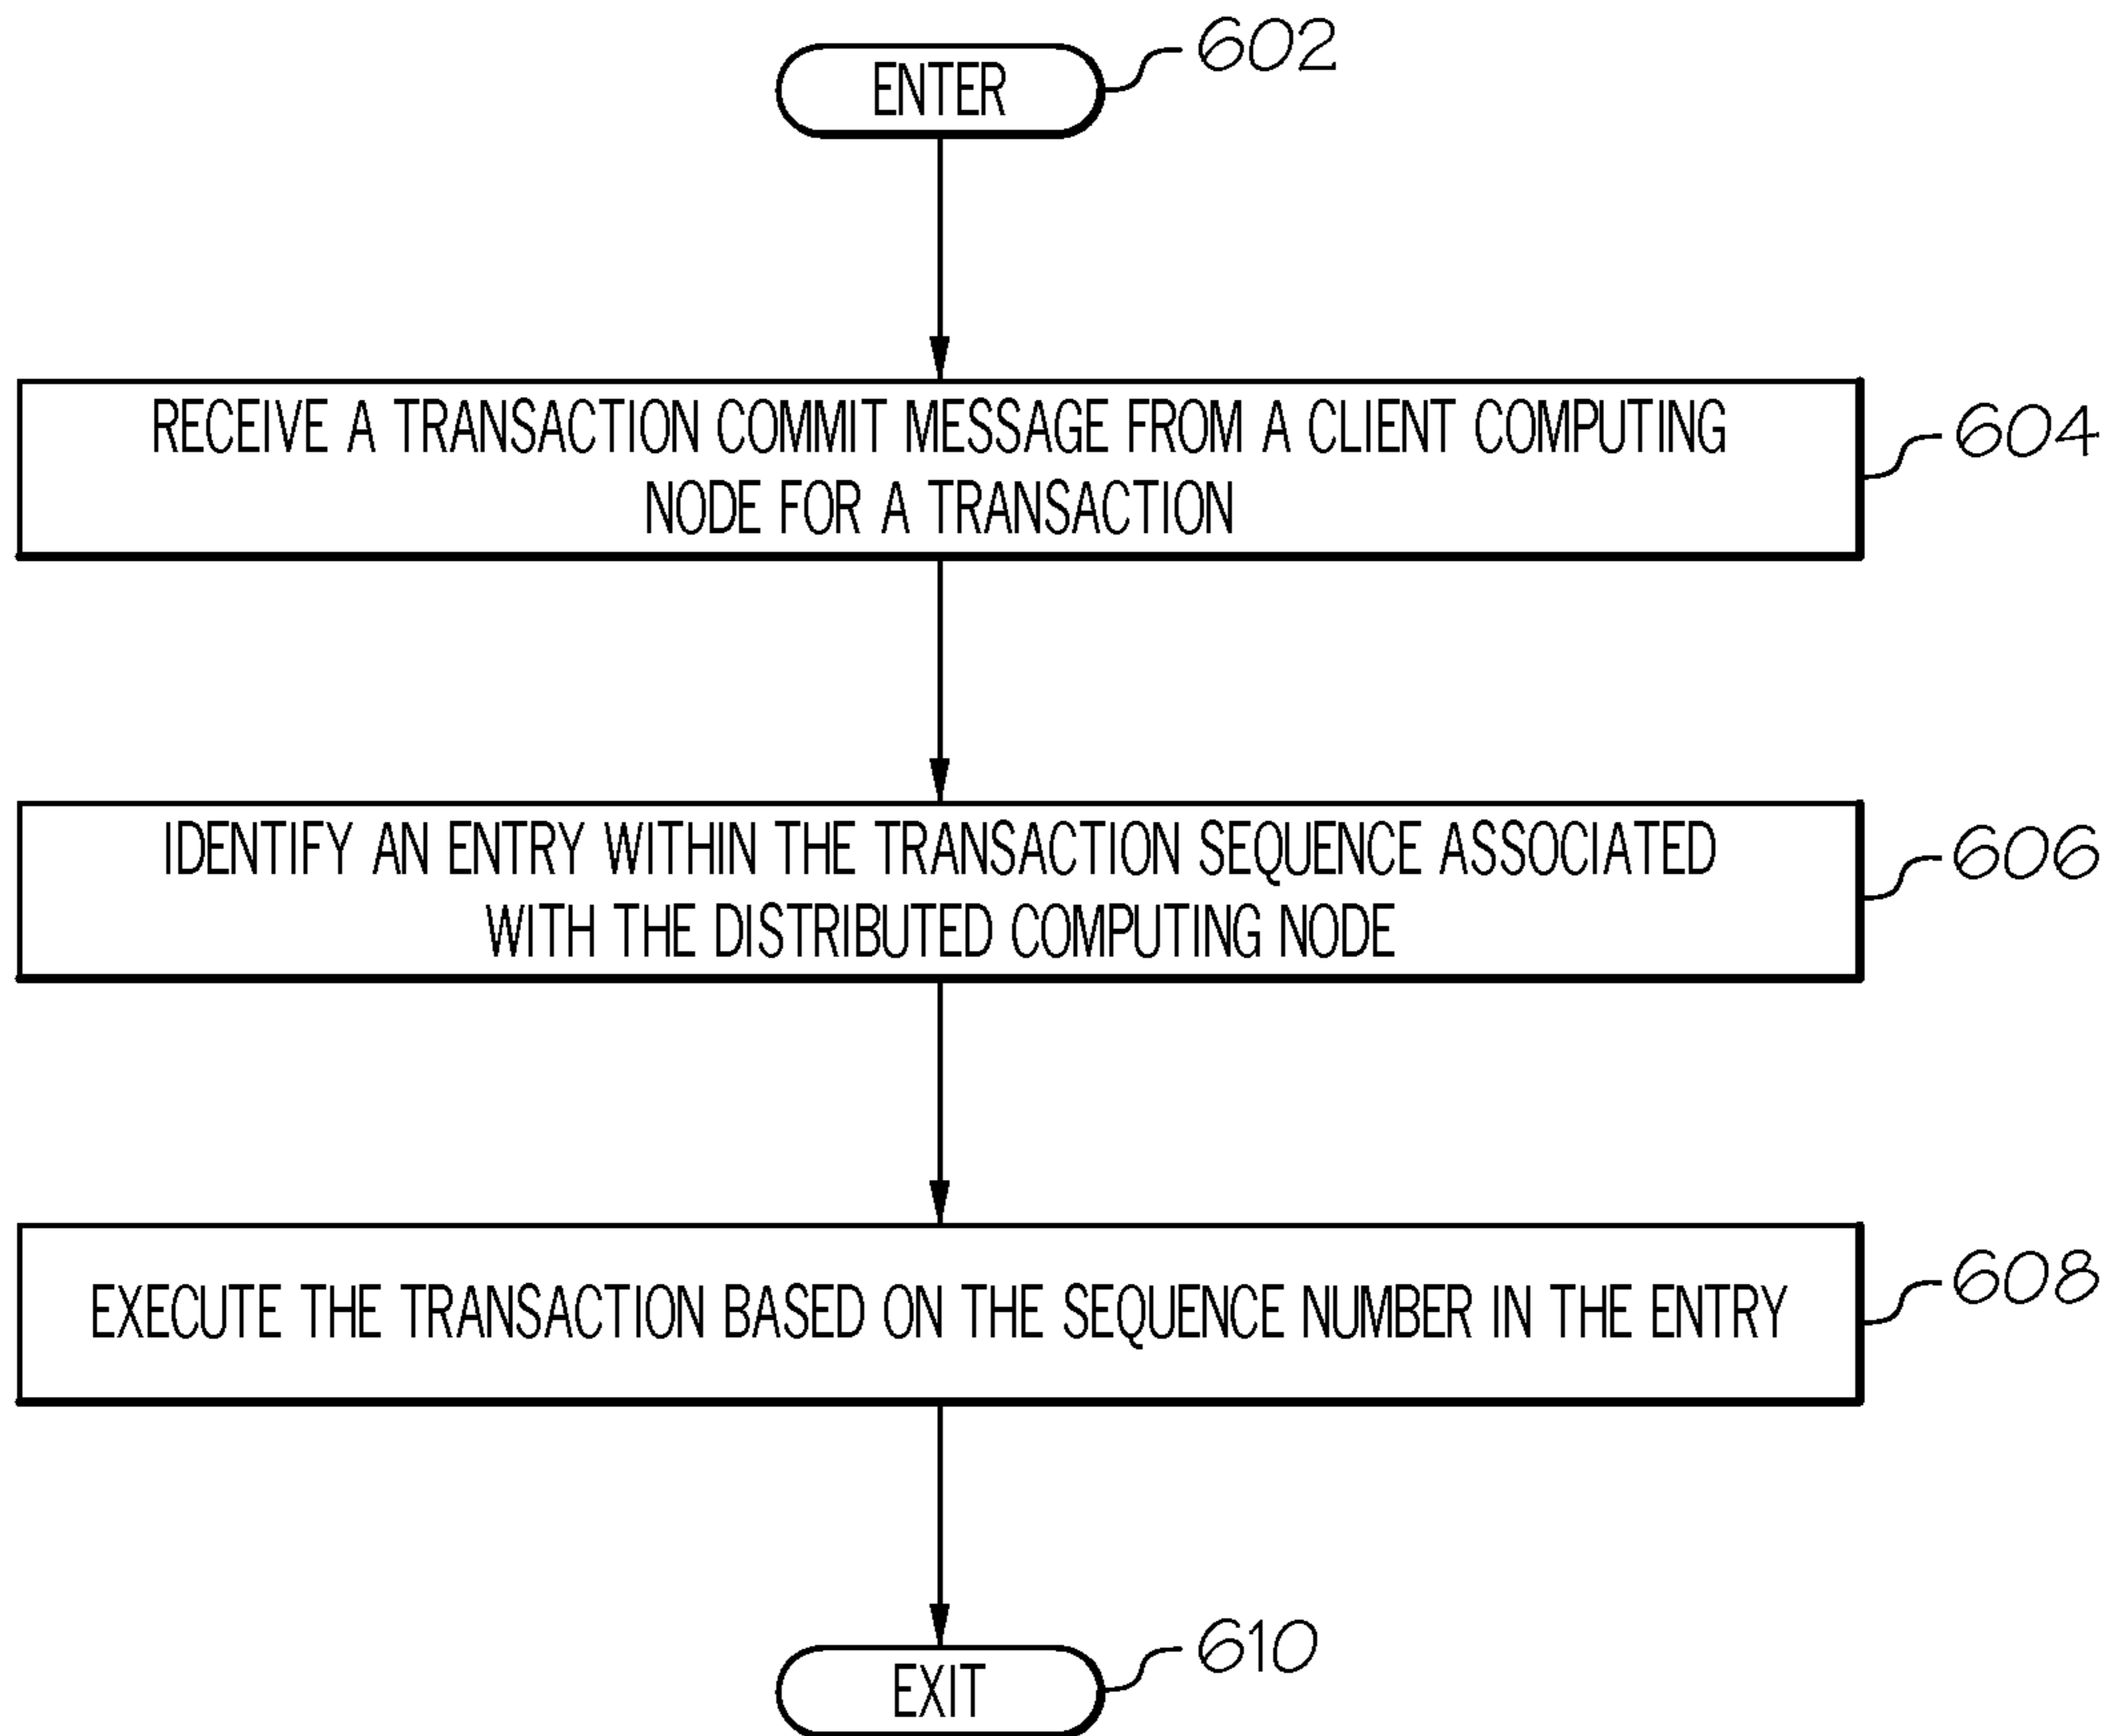 ENTER
602
RECEIVE A TRANSACTION COMMIT MESSAGE FROM A CLIENT COMPUTING
NODE FOR A TRANSACTION
604
IDENTIFY AN ENTRY WITHIN THE TRANSACTION SEQUENCE ASSOCIATED
WITH THE DISTRIBUTED COMPUTING NODE
606
EXECUTE THE TRANSACTION BASED ON THE SEQUENCE NUMBER IN THE ENTRY
608
EXIT
610